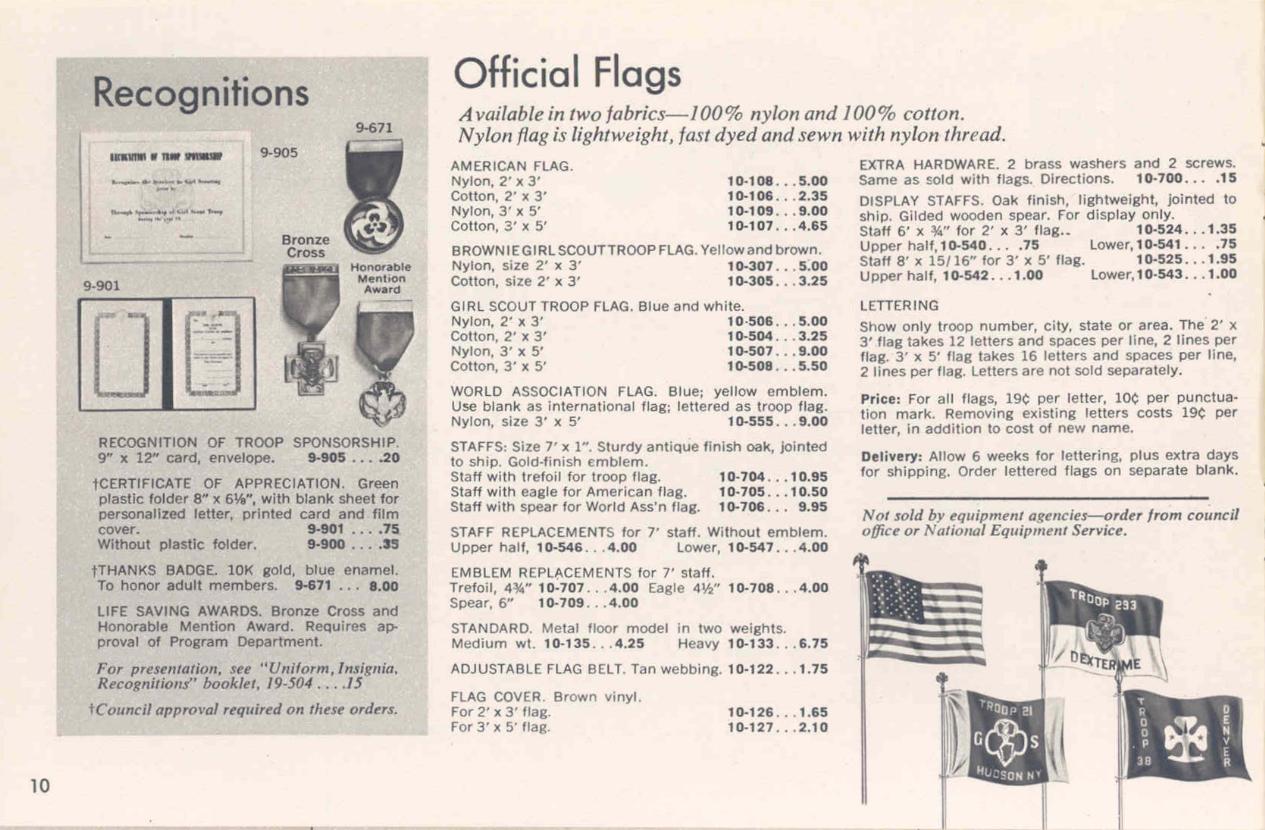 Recognitions
9-671
9-905
RECOGNITION OF TROOP SPONSORSHIP
Bronze
Cross
Honorable
Mention
Award
9-901
RECOGNITION OF TROOP SPONSORSHIP.
9" x 12" card, envelope. 9-905 ....20
†CERTIFICATE OF APPRECIATION. Green
plastic folder 8" x 6⅛", with blank sheet for
personalized letter, printed card and film
cover. 9-901 ....75
Without plastic folder. 9-900 ....35
†THANKS BADGE. 10K gold, blue enamel.
To honor adult members. 9-671 ... 8.00
LIFE SAVING AWARDS. Bronze Cross and
Honorable Mention Award. Requires ap-
proval of Program Department.
For presentation, see "Uniform, Insignia,
Recognitions" booklet, 19-504 ....15
†Council approval required on these orders.
10
Official Flags
Available in two fabrics—100% nylon and 100% cotton.
Nylon flag is lightweight, fast dyed and sewn with nylon thread.
AMERICAN FLAG.
Nylon, 2' x 3' 10-108...5.00
Cotton, 2' x 3' 10-106...2.35
Nylon, 3' x 5' 10-109...9.00
Cotton, 3' x 5' 10-107...4.65
BROWNIE GIRL SCOUT TROOP FLAG. Yellow and brown.
Nylon, size 2' x 3' 10-307...5.00
Cotton, size 2' x 3' 10-305...3.25
GIRL SCOUT TROOP FLAG. Blue and white.
Nylon, 2' x 3' 10-506...5.00
Cotton, 2' x 3' 10-504...3.25
Nylon, 3' x 5' 10-507...9.00
Cotton, 3' x 5' 10-508...5.50
WORLD ASSOCIATION FLAG. Blue; yellow emblem.
Use blank as international flag; lettered as troop flag.
Nylon, size 3' x 5' 10-555...9.00
STAFFS: Size 7' x 1". Sturdy antique finish oak, jointed
to ship. Gold-finish emblem.
Staff with trefoil for troop flag. 10-704...10.95
Staff with eagle for American flag. 10-705...10.50
Staff with spear for World Ass'n flag. 10-706... 9.95
STAFF REPLACEMENTS for 7' staff. Without emblem.
Upper half, 10-546...4.00 Lower, 10-547...4.00
EMBLEM REPLACEMENTS for 7' staff.
Trefoil, 4¾" 10-707...4.00 Eagle 4½" 10-708...4.00
Spear, 6" 10-709...4.00
STANDARD. Metal floor model in two weights.
Medium wt. 10-135...4.25 Heavy 10-133...6.75
ADJUSTABLE FLAG BELT. Tan webbing. 10-122...1.75
FLAG COVER. Brown vinyl.
For 2' x 3' flag. 10-126...1.65
For 3' x 5' flag. 10-127...2.10
EXTRA HARDWARE. 2 brass washers and 2 screws.
Same as sold with flags. Directions. 10-700... .15
DISPLAY STAFFS. Oak finish, lightweight, jointed to
ship. Gilded wooden spear. For display only.
Staff 6' x ¾" for 2' x 3' flag.. 10-524...1.35
Upper half, 10-540... .75 Lower, 10-541... .75
Staff 8' x 15/16" for 3' x 5' flag. 10-525...1.95
Upper half, 10-542...1.00 Lower, 10-543...1.00
LETTERING
Show only troop number, city, state or area. The 2' x
3' flag takes 12 letters and spaces per line, 2 lines per
flag. 3' x 5' flag takes 16 letters and spaces per line,
2 lines per flag. Letters are not sold separately.
Price: For all flags, 19¢ per letter, 10¢ per punctua-
tion mark. Removing existing letters costs 19¢ per
letter, in addition to cost of new name.
Delivery: Allow 6 weeks for lettering, plus extra days
for shipping. Order lettered flags on separate blank.
Not sold by equipment agencies—order from council
office or National Equipment Service.
TROOP 293
DEXTER ME
TROOP 21
G S
HUDSON NY
TROOP 38
DENVER